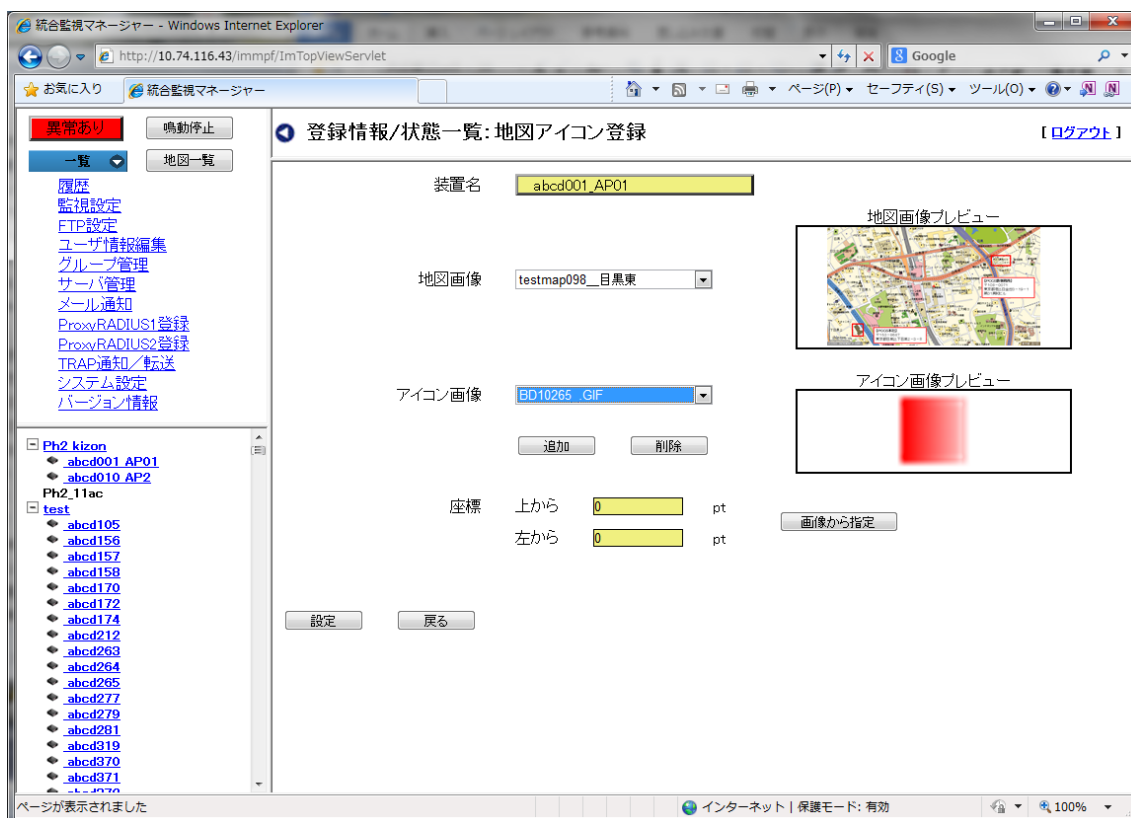 統合監視マネージャー - Windows Internet Explorer
http://10.74.116.43/immpf/ImTopViewServlet
Google
お気に入り
統合監視マネージャー
ページ(P)
セーフティ(S)
ツール(O)
異常あり
鳴動停止
一覧
地図一覧
履歴
監視設定
FTP設定
ユーザ情報編集
グループ管理
サーバ管理
メール通知
ProxyRADIUS1登録
ProxyRADIUS2登録
TRAP通知/転送
システム設定
バージョン情報
Ph2 kizon
abcd001 AP01
abcd010 AP2
Ph2_11ac
test
abcd105
abcd156
abcd157
abcd158
abcd170
abcd172
abcd174
abcd212
abcd263
abcd264
abcd265
abcd277
abcd279
abcd281
abcd319
abcd370
abcd371
登録情報/状態一覧:地図アイコン登録
[ ログアウト ]
装置名
abcd001_AP01
地図画像プレビュー
地図画像
testmap098__目黒東
アイコン画像プレビュー
アイコン画像
BD10265_.GIF
追加
削除
座標
上から
0
pt
画像から指定
左から
0
pt
設定
戻る
ページが表示されました
インターネット | 保護モード: 有効
100%